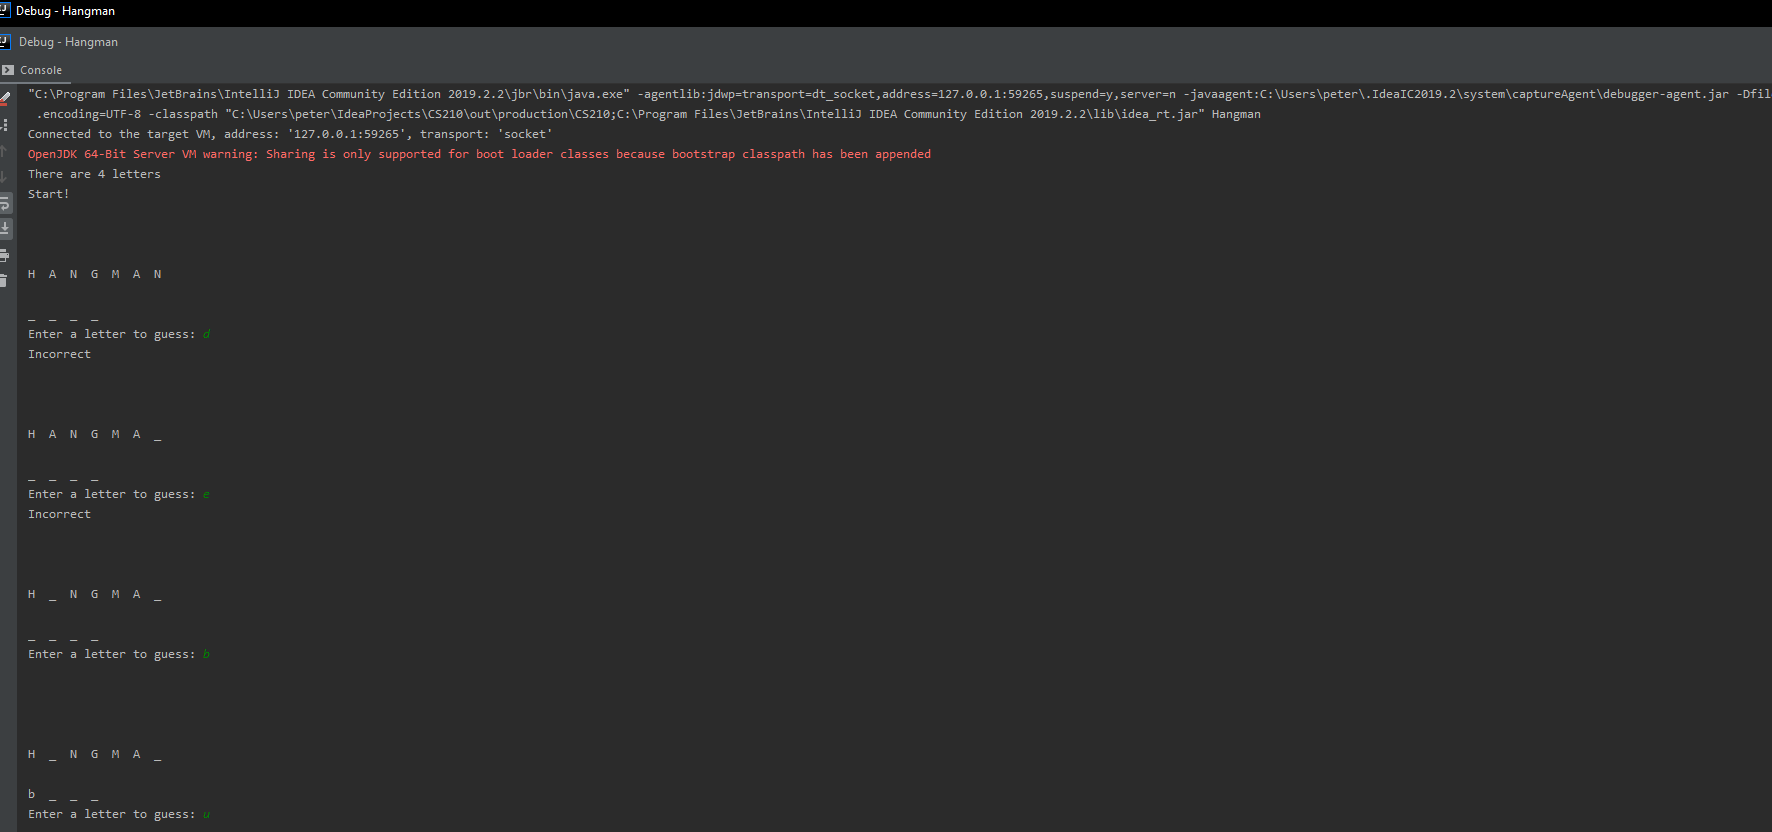 Debug - Hangman
Debug - Hangman
Console
"C:\Program Files\JetBrains\IntelliJ IDEA Community Edition 2019.2.2\jbr\bin\java.exe" -agentlib:jdwp=transport=dt_socket,address=127.0.0.1:59265,suspend=y,server=n -javaagent:C:\Users\peter\.IdeaIC2019.2\system\captureAgent\debugger-agent.jar -Dfil
.encoding=UTF-8 -classpath "C:\Users\peter\IdeaProjects\CS210\out\production\CS210;C:\Program Files\JetBrains\IntelliJ IDEA Community Edition 2019.2.2\lib\idea_rt.jar" Hangman
Connected to the target VM, address: '127.0.0.1:59265', transport: 'socket'
OpenJDK 64-Bit Server VM warning: Sharing is only supported for boot loader classes because bootstrap classpath has been appended
There are 4 letters
Start!
H A N G M A N
_ _ _ _
Enter a letter to guess: d
Incorrect
H A N G M A _
_ _ _ _
Enter a letter to guess: e
Incorrect
H _ N G M A _
_ _ _ _
Enter a letter to guess: b
H _ N G M A _
b _ _ _
Enter a letter to guess: u